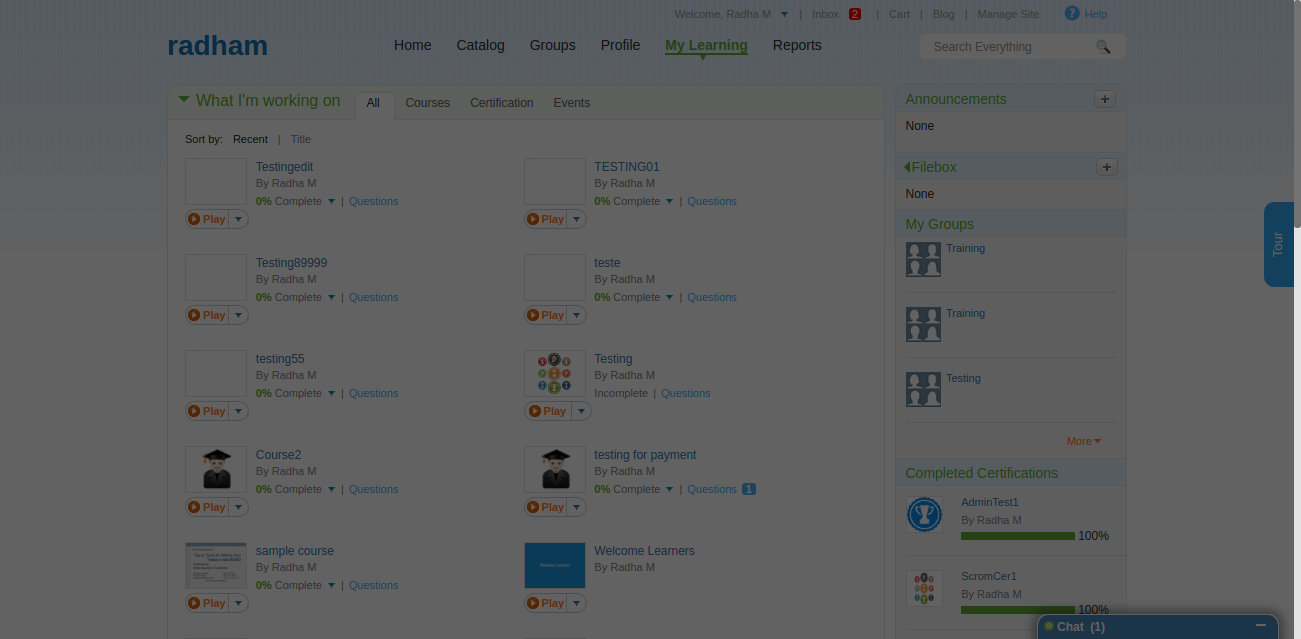 Welcome, Radha M | Inbox 2 | Cart | Blog | Manage Site ? Help
radham
Home Catalog Groups Profile My Learning Reports
Search Everything
What I'm working on All Courses Certification Events
Sort by: Recent | Title
Testingedit
By Radha M
0% Complete | Questions
Play
TESTING01
By Radha M
0% Complete | Questions
Play
Testing89999
By Radha M
0% Complete | Questions
Play
teste
By Radha M
0% Complete | Questions
Play
testing55
By Radha M
0% Complete | Questions
Play
Testing
By Radha M
Incomplete | Questions
Play
Course2
By Radha M
0% Complete | Questions
Play
testing for payment
By Radha M
0% Complete | Questions 1
Play
sample course
By Radha M
0% Complete | Questions
Play
Welcome Learners
By Radha M
Play
Announcements +
None
Filebox +
None
My Groups
Training
Training
Testing
More
Completed Certifications
AdminTest1
By Radha M
100%
ScromCer1
By Radha M
100%
Tour
Chat (1)